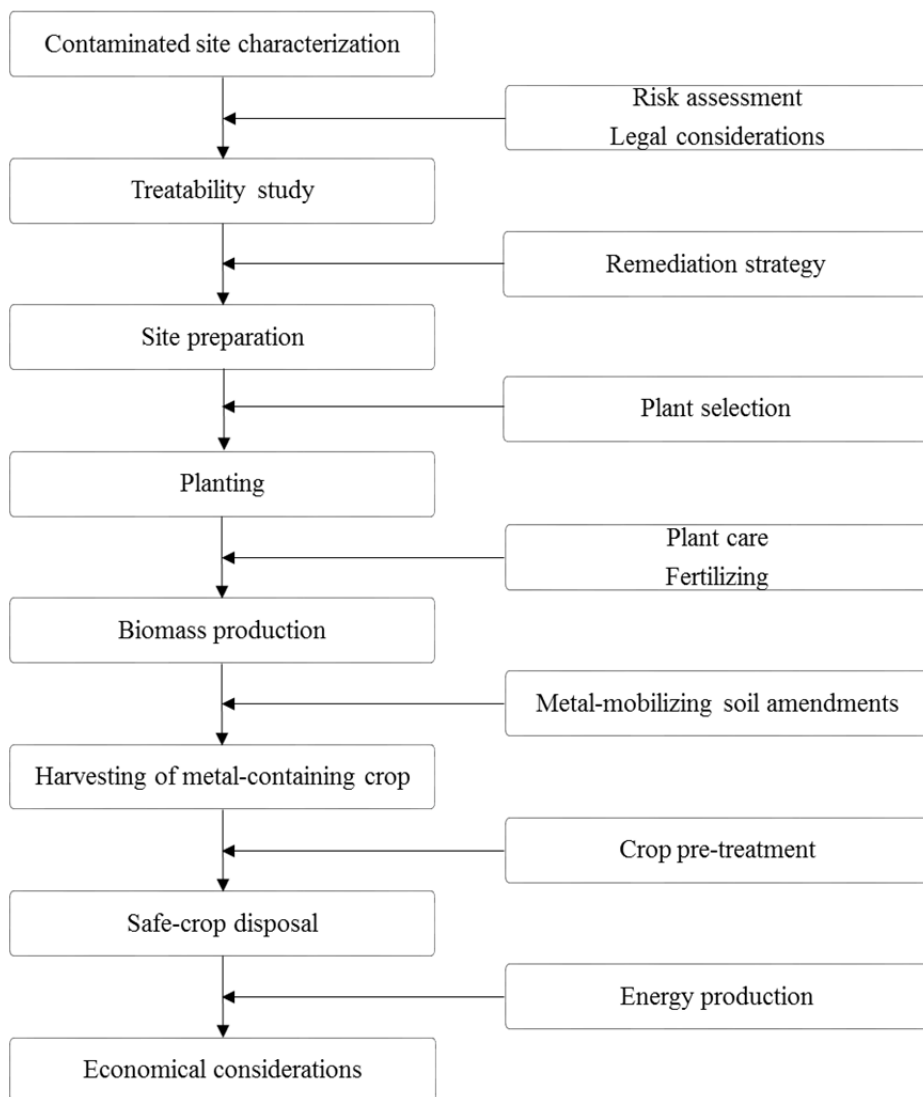 Contaminated site characterization
Risk assessment
Legal considerations
Treatability study
Remediation strategy
Site preparation
Plant selection
Planting
Plant care
Fertilizing
Biomass production
Metal-mobilizing soil amendments
Harvesting of metal-containing crop
Crop pre-treatment
Safe-crop disposal
Energy production
Economical considerations